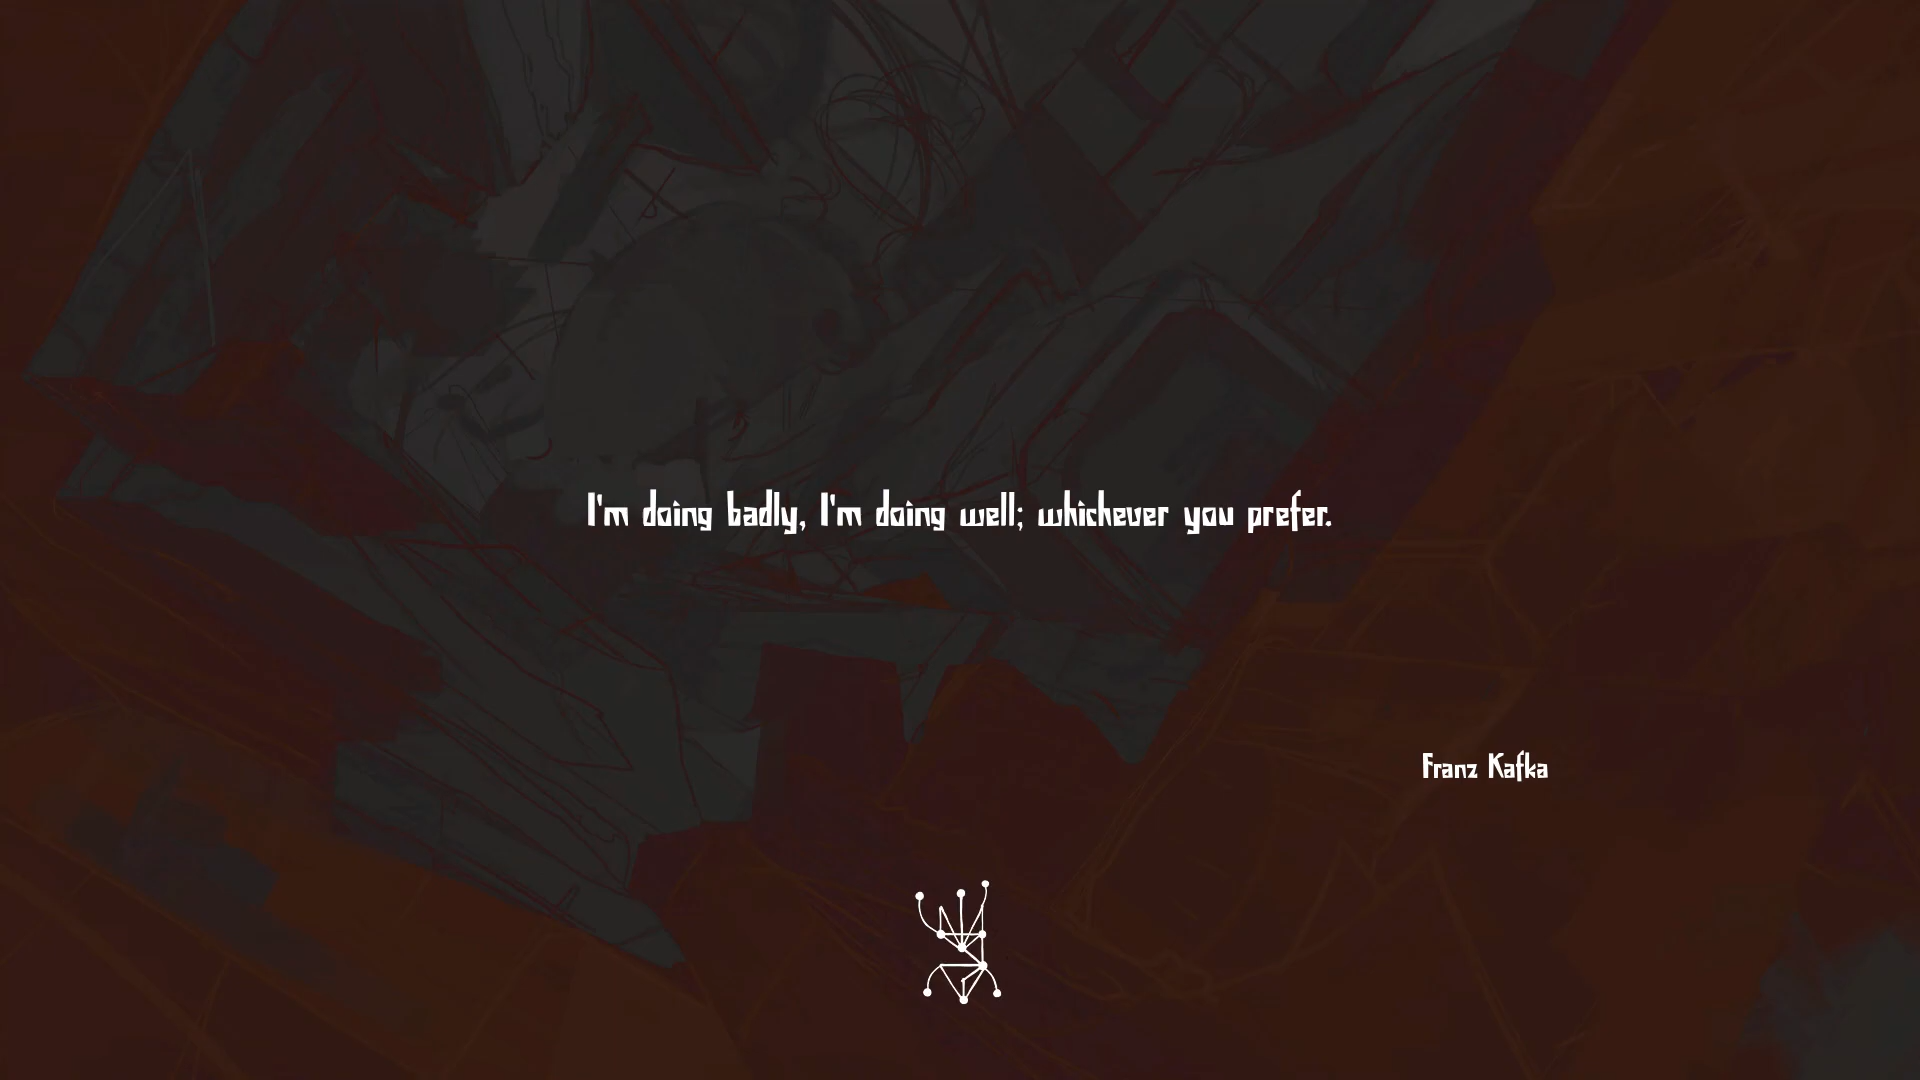 I'm doing badly, I'm doing well; whichever you prefer.
Franz Kafka